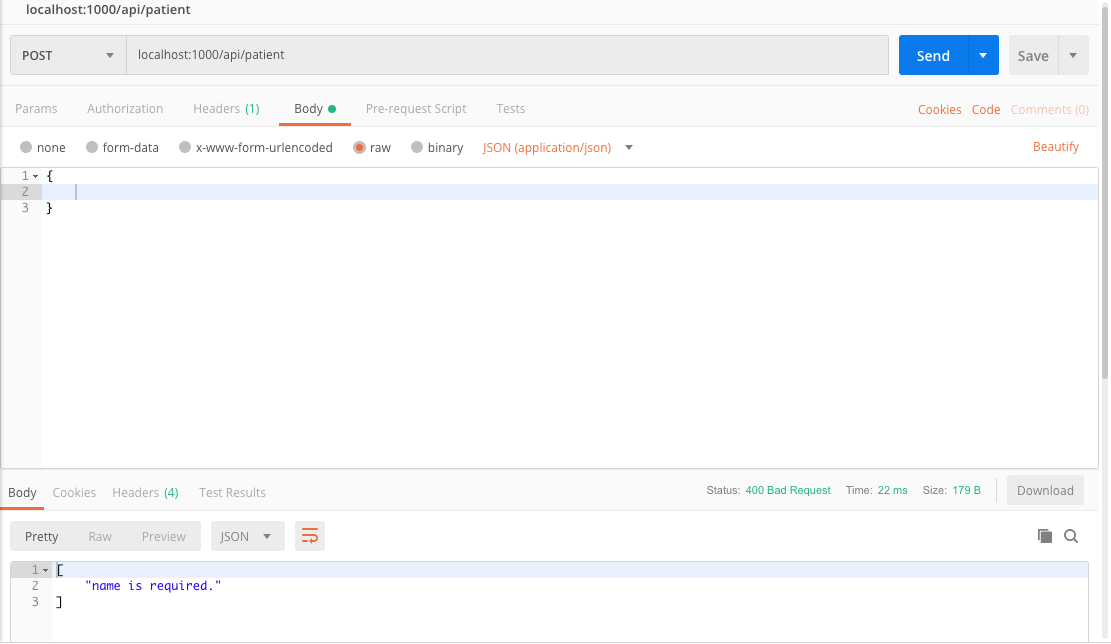 localhost:1000/api/patient
POST localhost:1000/api/patient Send Save
Params Authorization Headers (1) Body Pre-request Script Tests Cookies Code Comments (0)
none form-data x-www-form-urlencoded raw binary JSON (application/json) Beautify
1 {
2
3 }
Body Cookies Headers (4) Test Results Status: 400 Bad Request Time: 22 ms Size: 179 B Download
Pretty Raw Preview JSON
1 [
2 "name is required."
3 ]